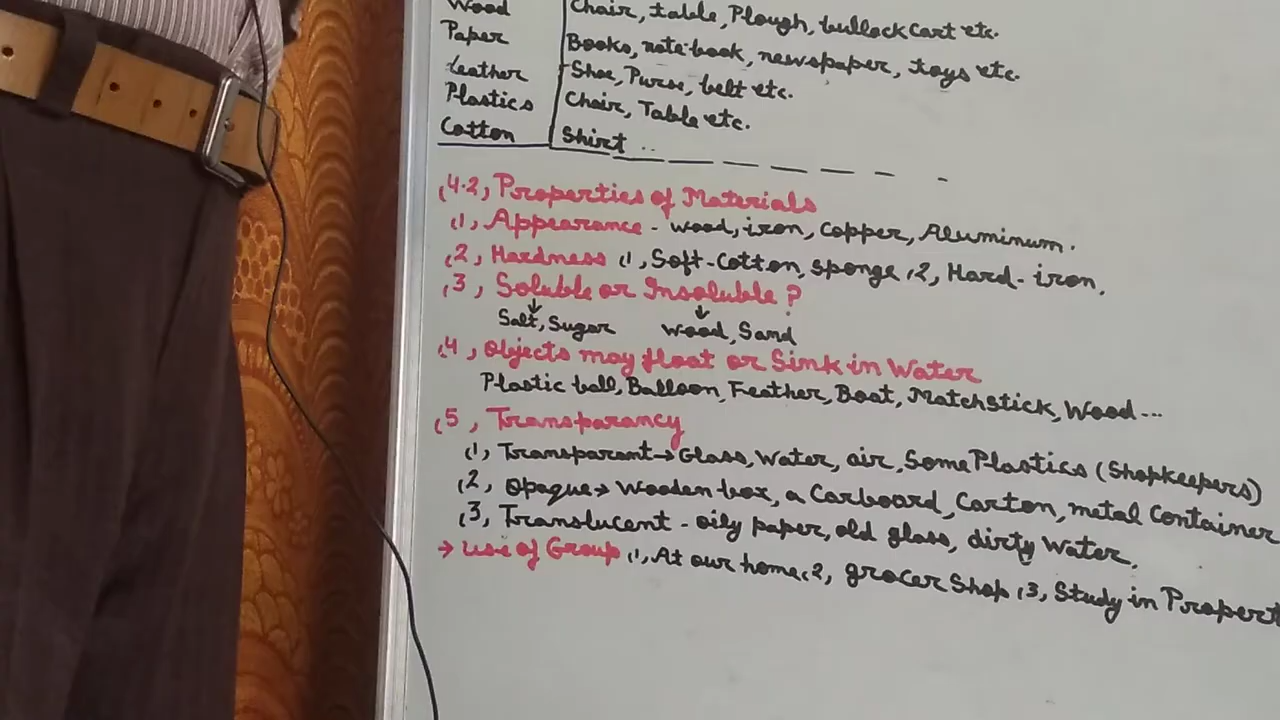 Wood Chair, table, Plough, bullock cart etc.
Paper Books, note-book, newspaper, toys etc.
Leather Shoe, Purse, belt etc.
Plastics Chair, Table etc.
Cotton Shirt ..
(4.2) Properties of Materials
(1) Appearance - wood, iron, Copper, Aluminum.
(2) Hardness (1) Soft-Cotton, sponge (2) Hard-iron.
(3) Soluble or Insoluble?
Salt, Sugar wood, Sand
(4) Objects may float or Sink in Water
Plastic ball, Balloon, Feather, Boat, Matchstick, Wood...
(5) Transparancy
(1) Transparant → Glass, Water, air, Some Plastics (Shopkeepers)
(2) Opaque → Wooden box, a Carboard, Carton, metal Container
(3) Translucent - oily paper, old glass, dirty Water.
→ use of Group (1) At our home (2) grocer Shop (3) Study in Propert